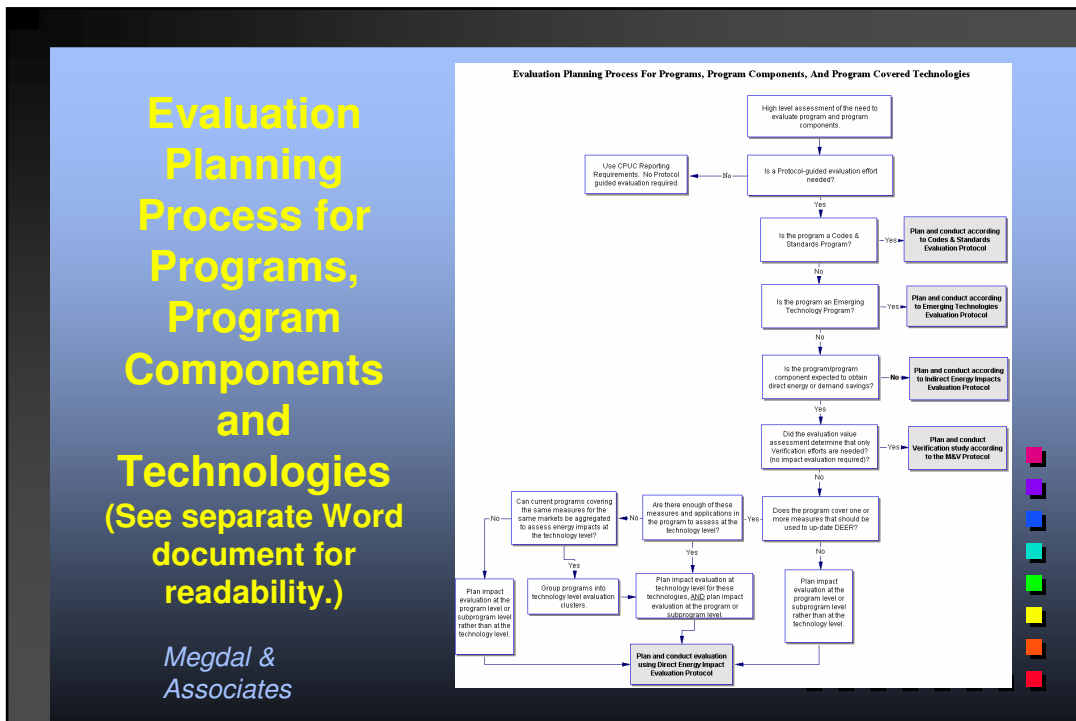 Evaluation
Planning
Process for
Programs,
Program
Components
and
Technologies
(See separate Word
document for
readability.)
Megdal &
Associates
Evaluation Planning Process For Programs, Program Components, And Program Covered Technologies
High level assessment of the need to
evaluate program and program
components.
Use CPUC Reporting
Requirements. No Protocol
guided evaluation required.
No
Is a Protocol-guided evaluation effort
needed?
Yes
Is the program a Codes &
Standards Program?
Yes
Plan and conduct according
to Codes & Standards
Evaluation Protocol
No
Is the program an Emerging
Technology Program?
Yes
Plan and conduct according
to Emerging Technologies
Evaluation Protocol
No
Is the program/program
component expected to obtain
direct energy or demand savings?
No
Plan and conduct according
to Indirect Energy Impacts
Evaluation Protocol
Yes
Did the evaluation value
assessment determine that only
Verification efforts are needed?
(no impact evaluation required)?
Yes
Plan and conduct
Verification study according
to the M&V Protocol
No
Does the program cover one or
more measures that should be
used to up-date DEER?
Yes
Are there enough of these
measures and applications in
the program to assess at the
technology level?
No
Can current programs covering
the same measures for the
same markets be aggregated
to assess energy impacts at
the technology level?
No
Yes
Yes
No
Plan impact
evaluation at the
program level or
subprogram level
rather than at the
technology level.
Group programs into
technology level evaluation
clusters.
Plan impact evaluation at
technology level for these
technologies, AND plan impact
evaluation at the program or
subprogram level.
Plan impact
evaluation at the
program level or
subprogram level
rather than at the
technology level.
Plan and conduct evaluation
using Direct Energy Impact
Evaluation Protocol